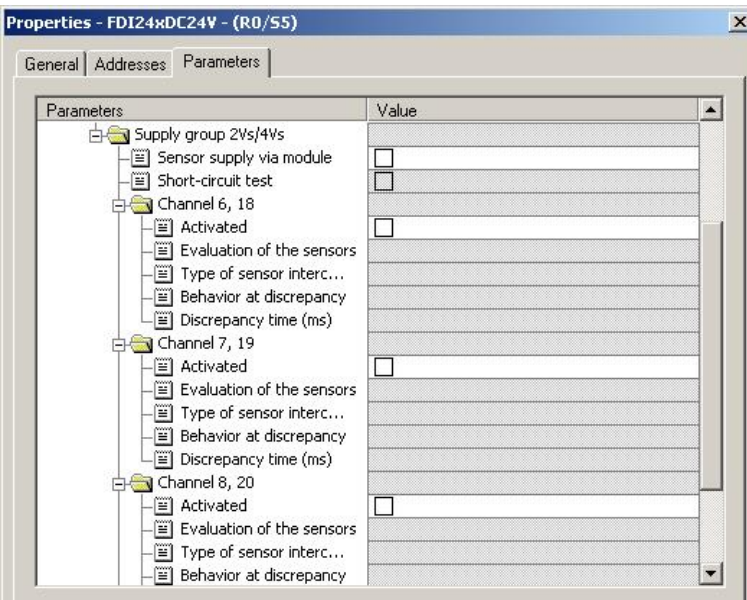 Properties - FDI24xDC24V - (R0/S5)
General Addresses Parameters
Parameters Value
Supply group 2Vs/4Vs
Sensor supply via module
Short-circuit test
Channel 6, 18
Activated
Evaluation of the sensors
Type of sensor interc...
Behavior at discrepancy
Discrepancy time (ms)
Channel 7, 19
Activated
Evaluation of the sensors
Type of sensor interc...
Behavior at discrepancy
Discrepancy time (ms)
Channel 8, 20
Activated
Evaluation of the sensors
Type of sensor interc...
Behavior at discrepancy